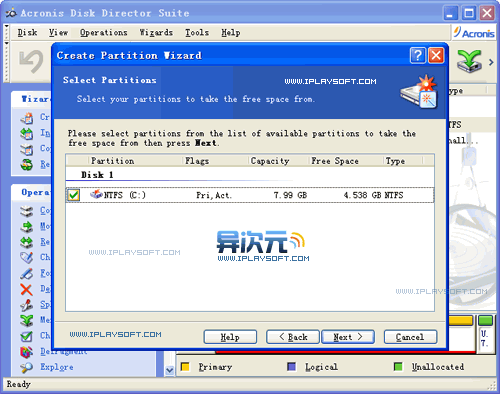 Acronis Disk Director Suite
Disk View Operations Wizards Tools Help
Acronis
Create Partition Wizard
Select Partitions
WWW.IPLAYSOFT.COM
Select your partitions to take the free space from.
Please select partitions from the list of available partitions to take the
free space from then press Next.
Partition Flags Capacity Free Space Type
Disk 1
NTFS (C:) Pri,Act. 7.99 GB 4.538 GB NTFS
异次元
WWW.IPLAYSOFT.COM
WWW.IPLAYSOFT.COM
WWW.IPLAYSOFT.COM
WWW.IPLAYSOFT.COM
Help < Back Next > Cancel
Wizar
Operat
Defragment
Explore
Primary Logical Unallocated
Ready